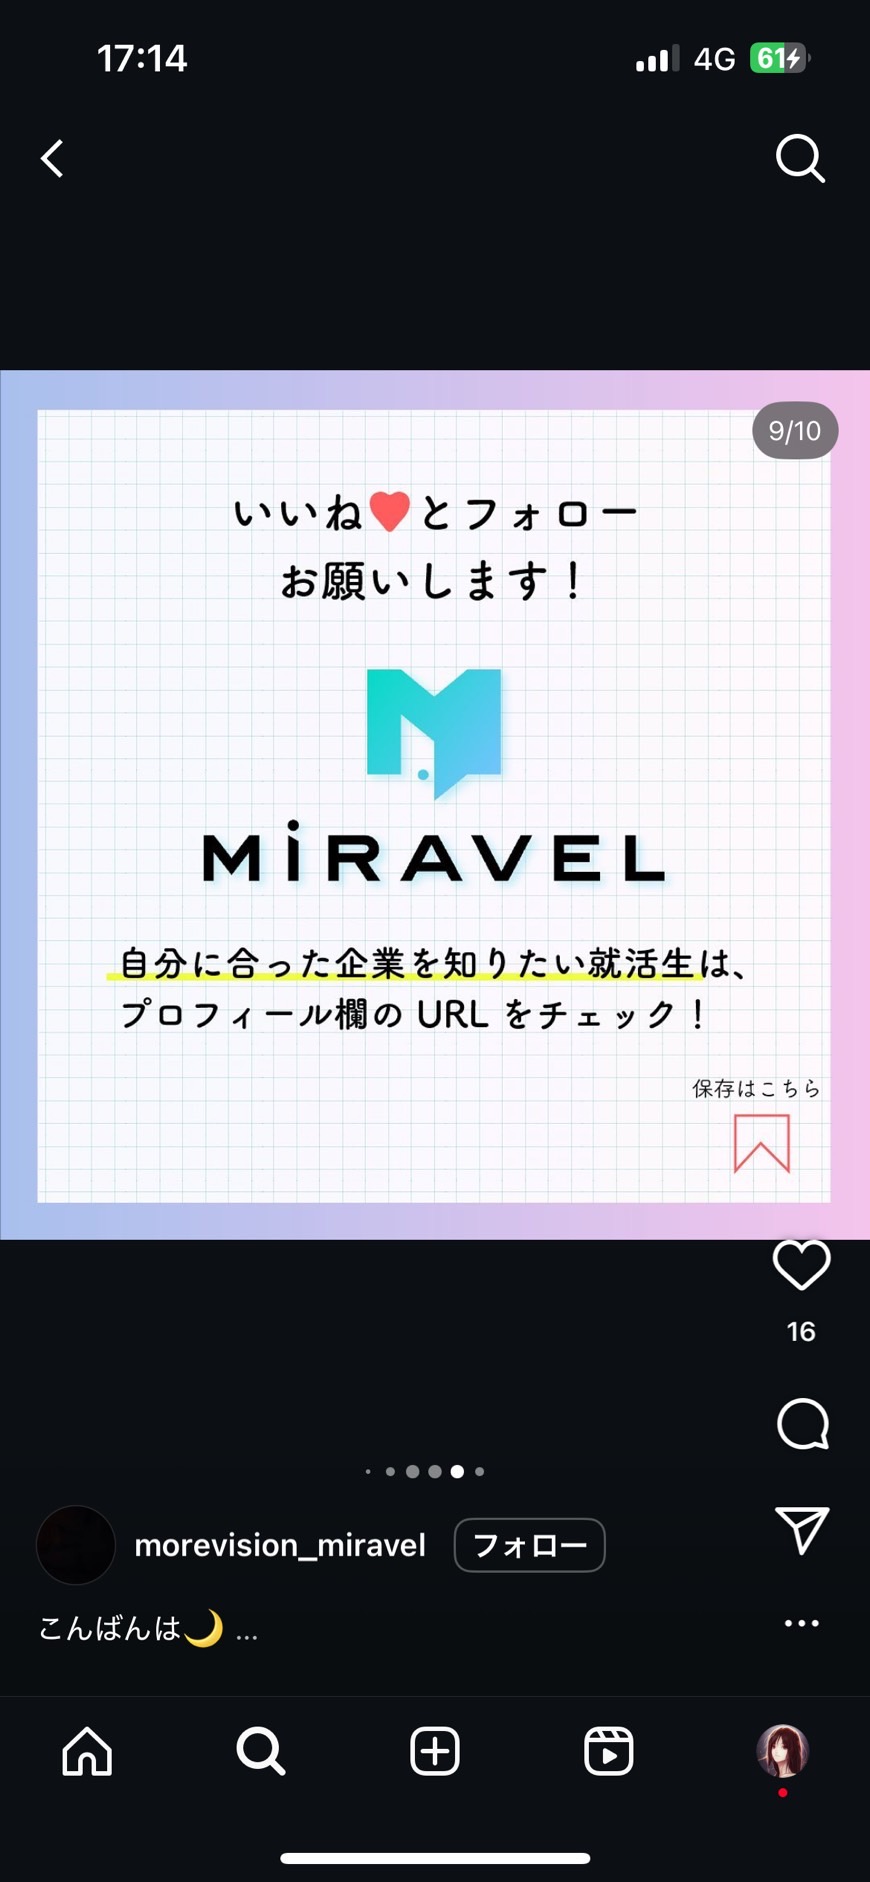 17:14
4G
61
9/10
いいね❤とフォロー
お願いします！
MiRAVEL
自分に合った企業を知りたい就活生は、
プロフィール欄の URL をチェック！
保存はこちら
16
morevision_miravel
フォロー
こんばんは🌙 ...